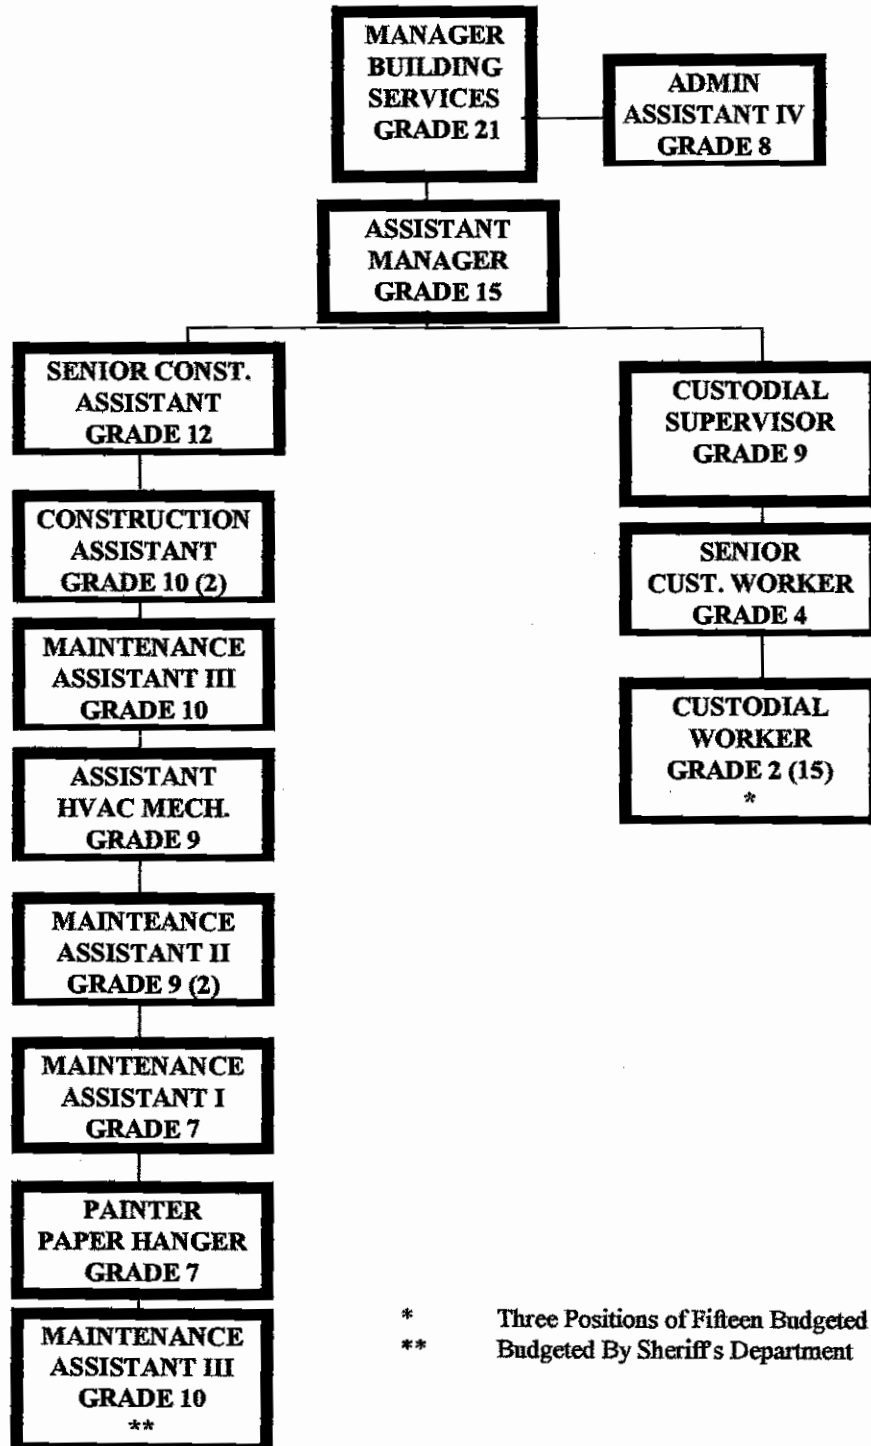 MANAGER
BUILDING
SERVICES
GRADE 21
ADMIN
ASSISTANT IV
GRADE 8
ASSISTANT
MANAGER
GRADE 15
SENIOR CONST.
ASSISTANT
GRADE 12
CONSTRUCTION
ASSISTANT
GRADE 10 (2)
MAINTENANCE
ASSISTANT III
GRADE 10
ASSISTANT
HVAC MECH.
GRADE 9
MAINTEANCE
ASSISTANT II
GRADE 9 (2)
MAINTENANCE
ASSISTANT I
GRADE 7
PAINTER
PAPER HANGER
GRADE 7
MAINTENANCE
ASSISTANT III
GRADE 10
**
CUSTODIAL
SUPERVISOR
GRADE 9
SENIOR
CUST. WORKER
GRADE 4
CUSTODIAL
WORKER
GRADE 2 (15)
*
* Three Positions of Fifteen Budgeted
** Budgeted By Sheriff's Department